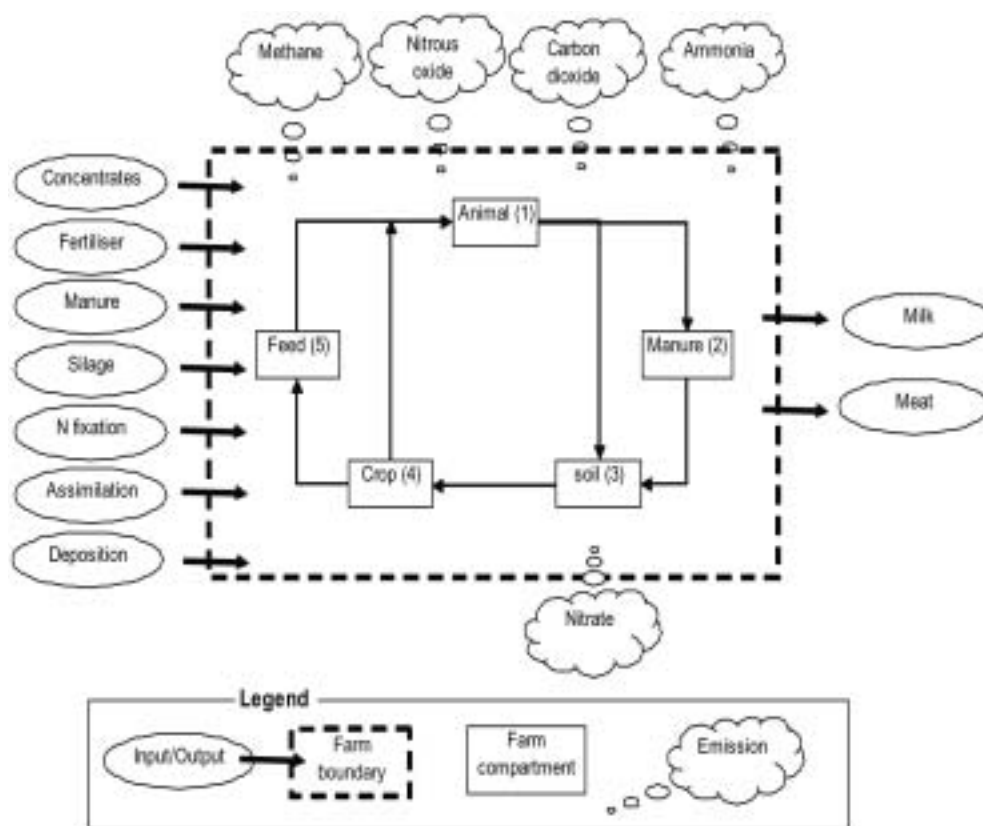 Methane
Nitrous
oxide
Carbon
dioxide
Ammonia
Concentrates
Fertiliser
Manure
Silage
N fixation
Assimilation
Deposition
Animal (1)
Feed (5)
Manure (2)
Crop (4)
soil (3)
Milk
Meat
Nitrate
Legend
Input/Output
Farm
boundary
Farm
compartment
Emission